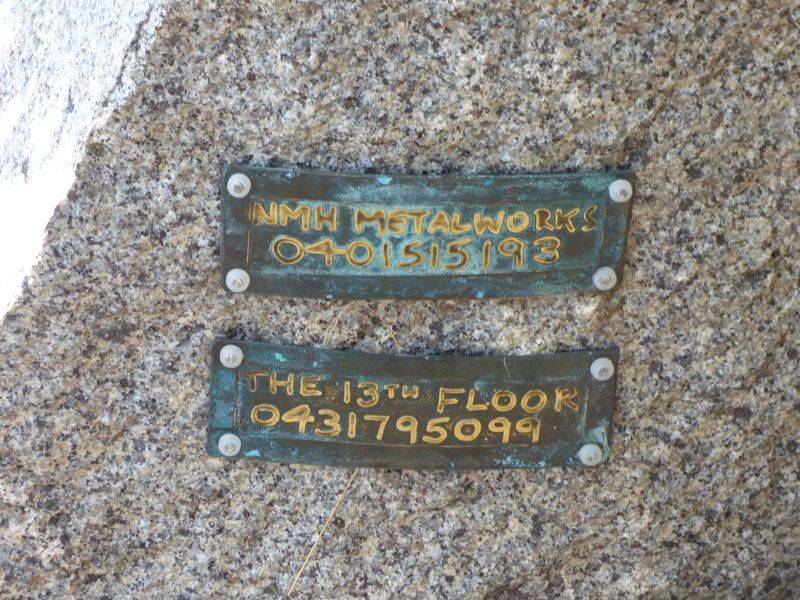 NMH METALWORKS
0401515193
THE 13TH FLOOR
0431795099